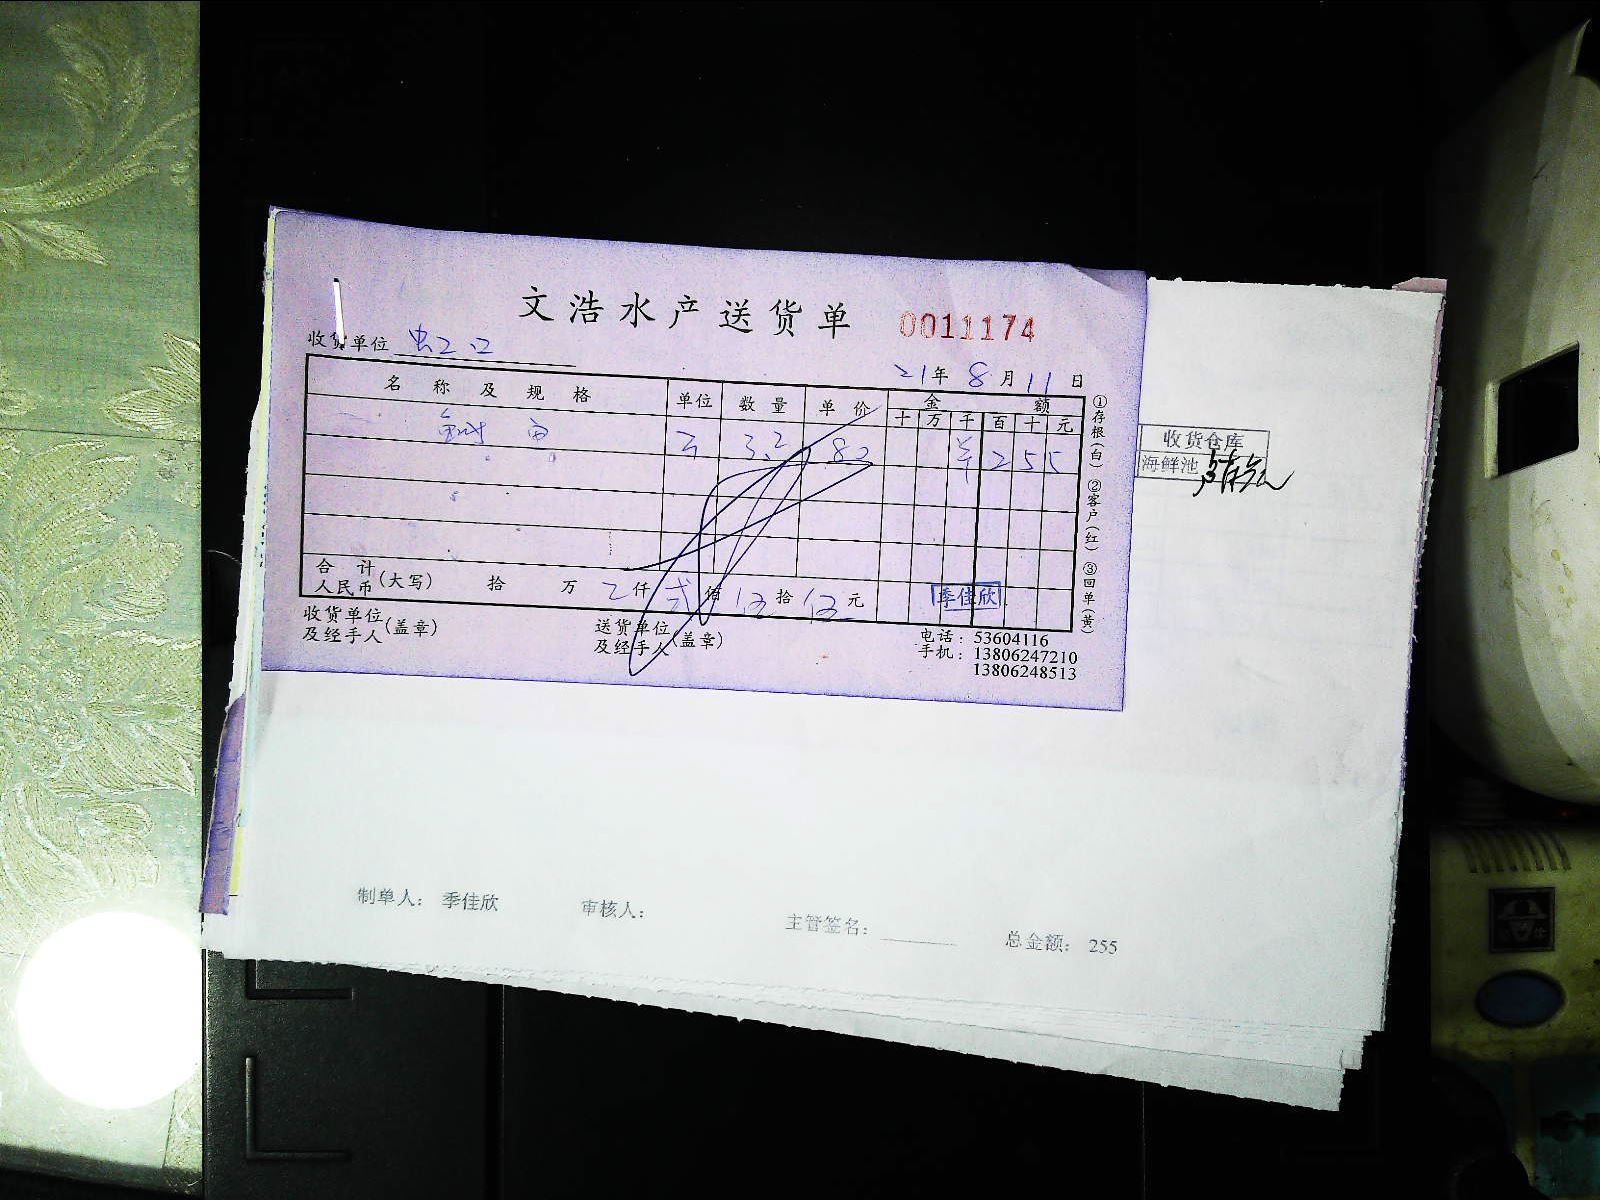 文浩水产送货单 0011174
收货单位 虹口
21年 8月 11日
名称及规格 单位 数量 单价 金额
十 万 千 百 十 元
3.2 80 ¥ 2 5 5
合计
人民币(大写) 拾 万 仟 弍佰 伍拾 伍元
季佳欣
收货单位
及经手人(盖章)
送货单位
及经手人(盖章)
电话：53604116
手机：13806247210
13806248513
①存根(白) ②客户(红) ③回单(黄)
收货仓库
海鲜池
制单人：季佳欣 审核人： 主管签名： 总金额：255